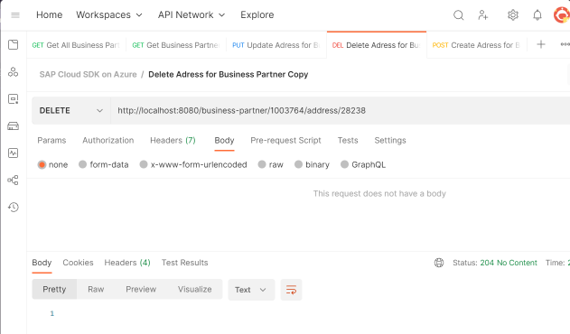 Home Workspaces API Network Explore
GET Get All Business Part GET Get Business Partne PUT Update Adress for B DEL Delete Adress for Bu POST Create Adress for B
SAP Cloud SDK on Azure / Delete Adress for Business Partner Copy
DELETE http://localhost:8080/business-partner/1003764/address/28238
Params Authorization Headers (7) Body Pre-request Script Tests Settings
none form-data x-www-form-urlencoded raw binary GraphQL
This request does not have a body
Body Cookies Headers (4) Test Results Status: 204 No Content Time:
Pretty Raw Preview Visualize Text
1